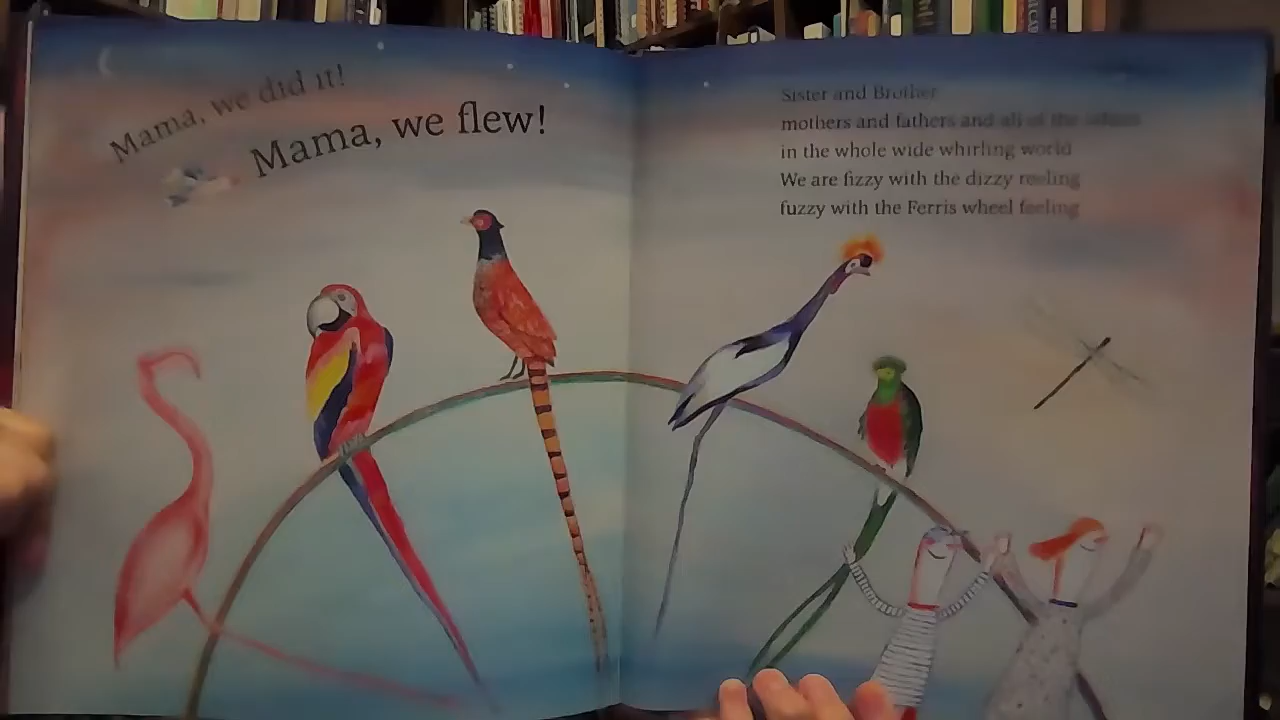 Mama, we did it!
Mama, we flew!
Sister and Brother
mothers and fathers and all of the others
in the whole wide whirling world
We are fizzy with the dizzy reeling
fuzzy with the Ferris wheel feeling